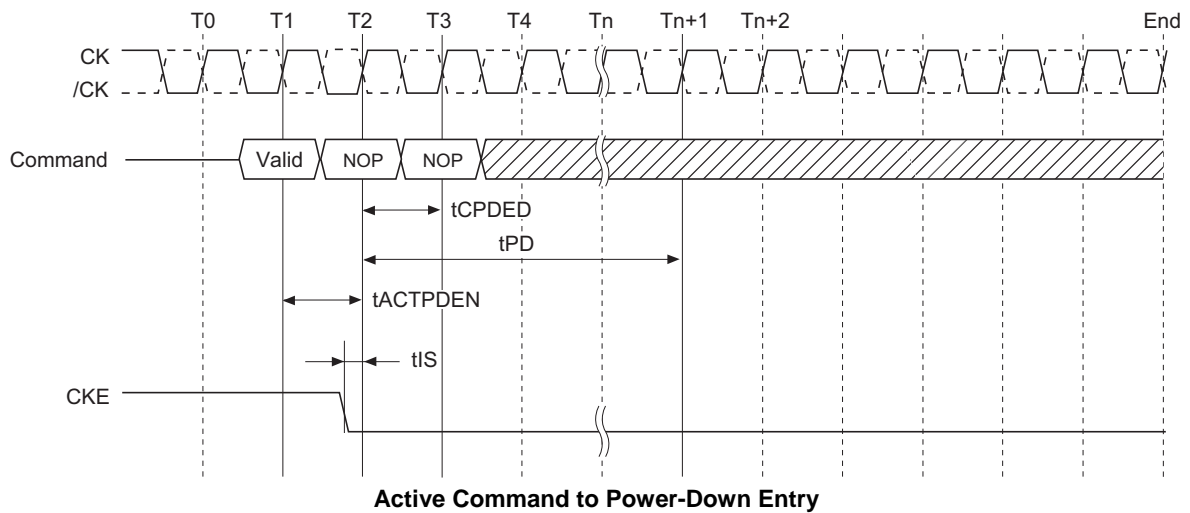 T0 T1 T2 T3 T4 Tn Tn+1 Tn+2 End
CK
/CK
Command Valid NOP NOP
tCPDED
tPD
tACTPDEN
tIS
CKE
Active Command to Power-Down Entry